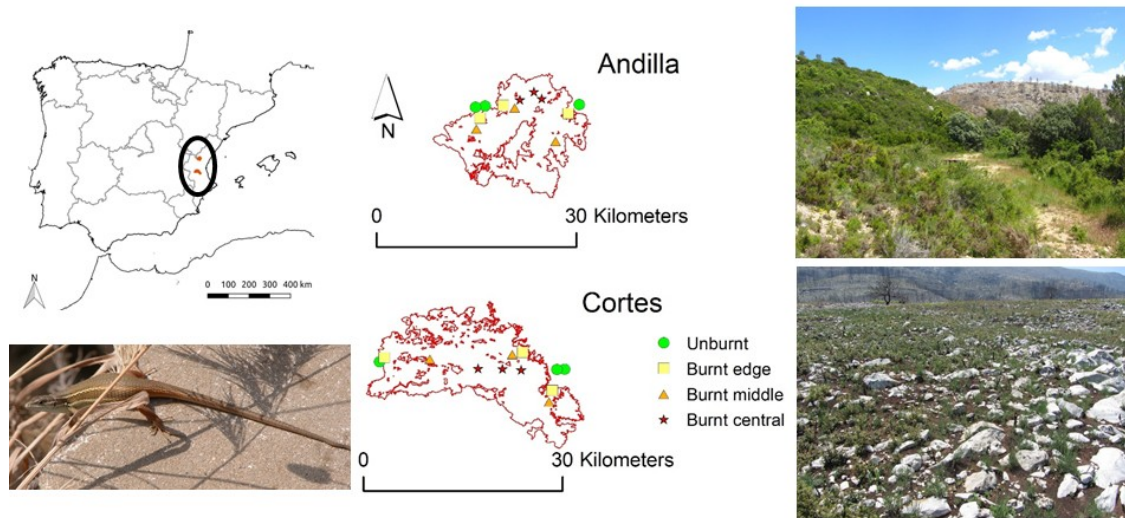 N
0 100 200 300 400 km
Andilla
N
0 30 Kilometers
Cortes
Unburnt
Burnt edge
Burnt middle
Burnt central
0 30 Kilometers